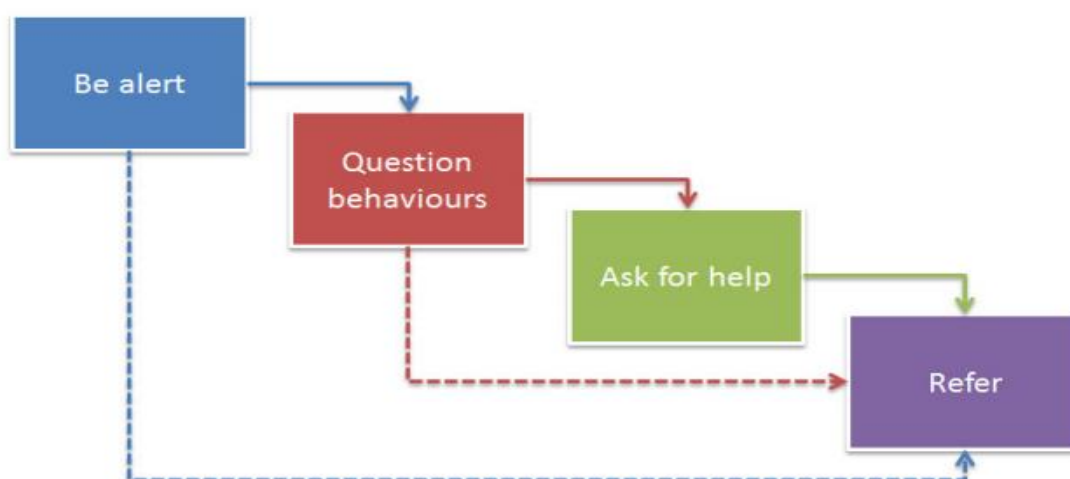 Be alert
Question
behaviours
Ask for help
Refer